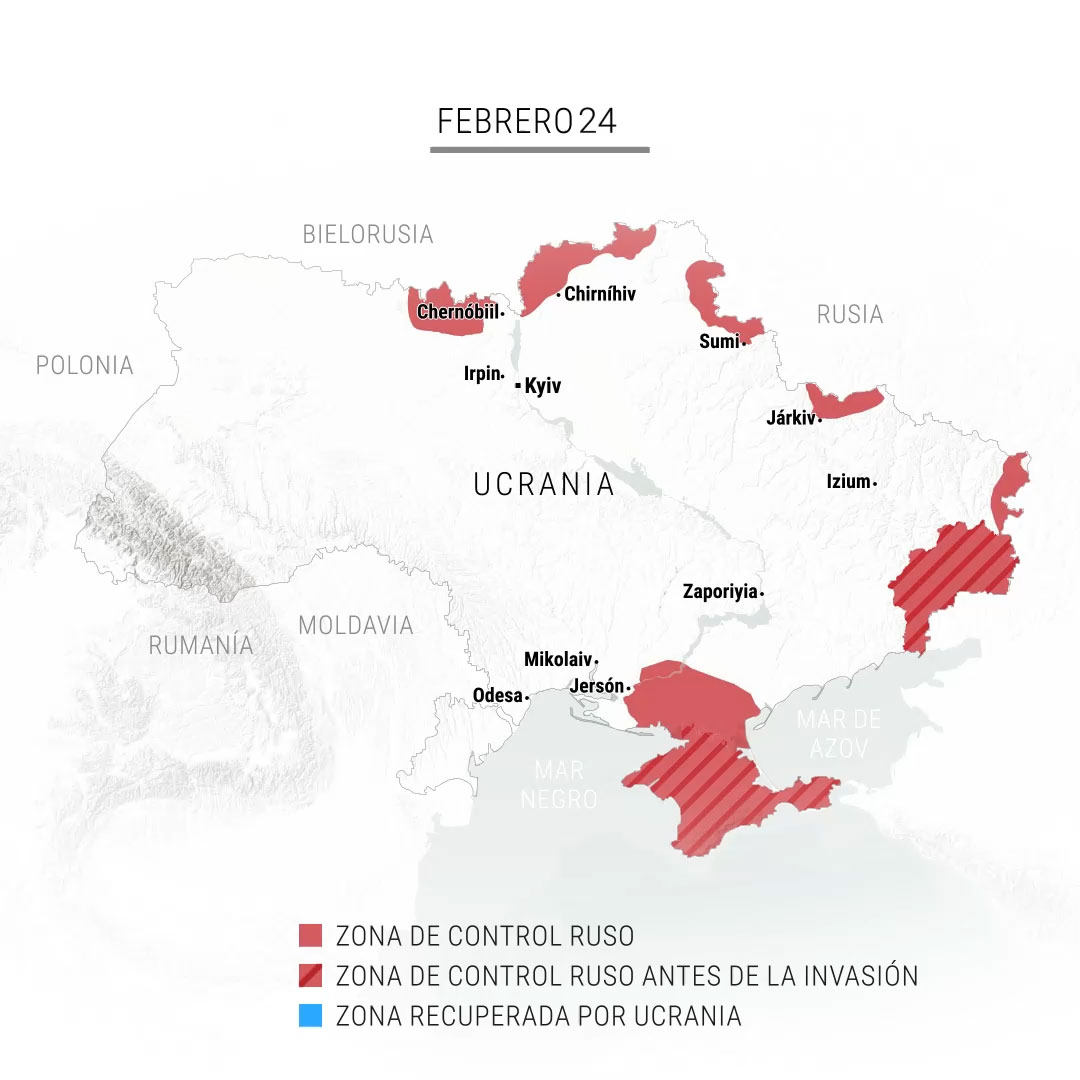 FEBRERO 24
BIELORUSIA
Chirníhiv
Chernóbiil
RUSIA
Sumi
POLONIA
Irpin
Kyiv
Járkiv
UCRANIA
Izium
Zaporiyia
MOLDAVIA
RUMANÍA
Mikolaiv
Jersón
Odesa
MAR DE
AZOV
MAR
NEGRO
ZONA DE CONTROL RUSO
ZONA DE CONTROL RUSO ANTES DE LA INVASIÓN
ZONA RECUPERADA POR UCRANIA